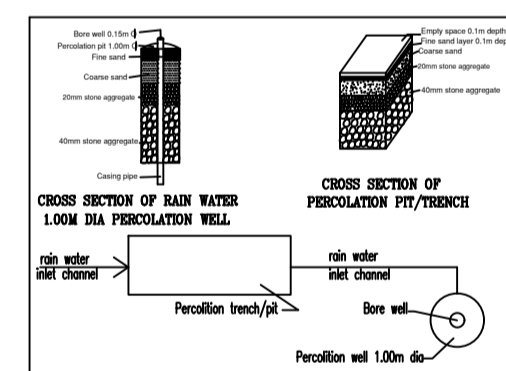 Bore well 0.15m
Percolation pit 1.00m
Fine sand
Coarse sand
20mm stone aggregate
40mm stone aggregate
Casing pipe
CROSS SECTION OF RAIN WATER
1.00M DIA PERCOLATION WELL
Empty space 0.1m depth
Fine sand layer 0.1m dep
Coarse sand
20mm stone aggregate
40mm stone aggregate
CROSS SECTION OF
PERCOLATION PIT/TRENCH
rain water
inlet channel
Percolition trench/pit
rain water
inlet channel
Bore well
Percolition well 1.00m dia